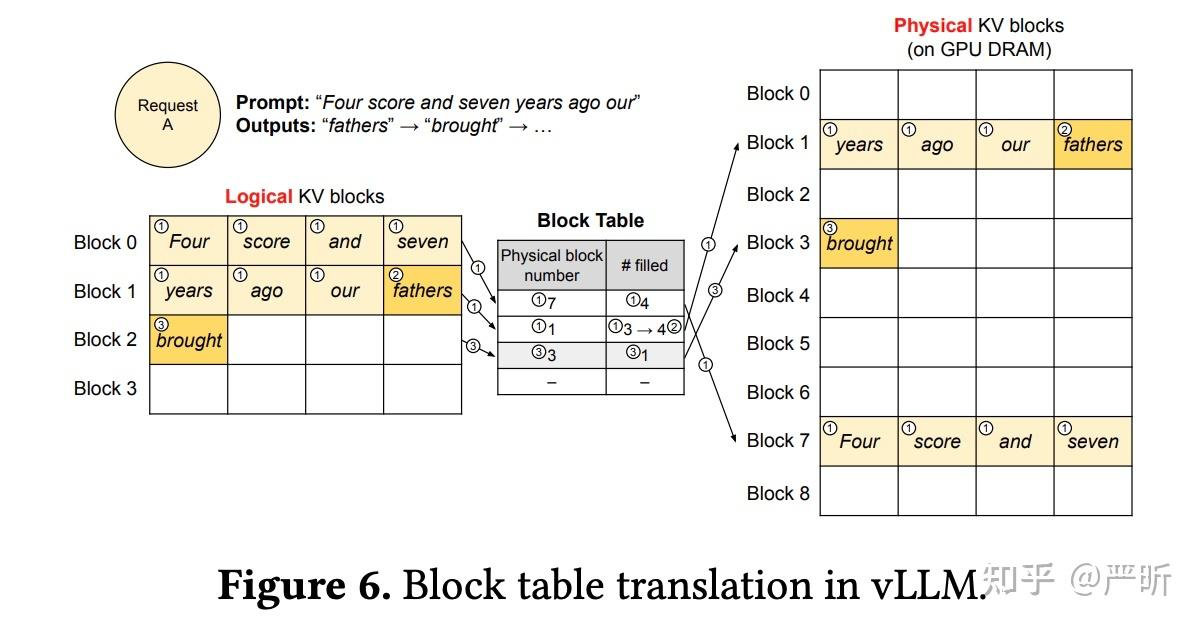 Physical KV blocks
(on GPU DRAM)
Request
A
Prompt: “Four score and seven years ago our”
Outputs: “fathers” → “brought” → …
Logical KV blocks
Block 0 ① Four ① score ① and ① seven
Block 1 ① years ① ago ① our ② fathers
Block 2 ③ brought
Block 3
① ① ③
Block Table
Physical block number # filled
①7 ①4
①1 ①3 → 4②
③3 ③1
– –
① ③ ①
Block 0
Block 1 ① years ① ago ① our ② fathers
Block 2
Block 3 ③ brought
Block 4
Block 5
Block 6
Block 7 ① Four ① score ① and ① seven
Block 8
Figure 6. Block table translation in vLLM.
知乎 @严昕